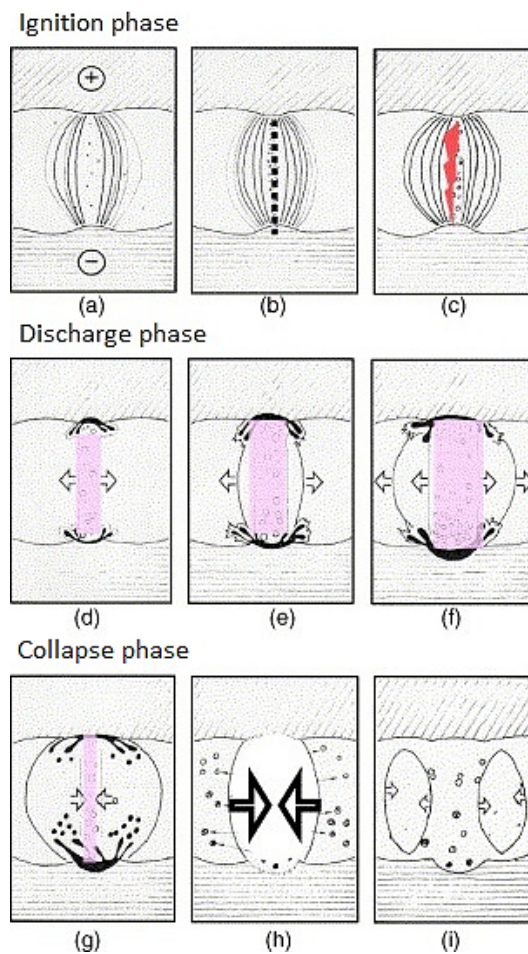 Ignition phase
+
−
(a) (b) (c)
Discharge phase
(d) (e) (f)
Collapse phase
(g) (h) (i)